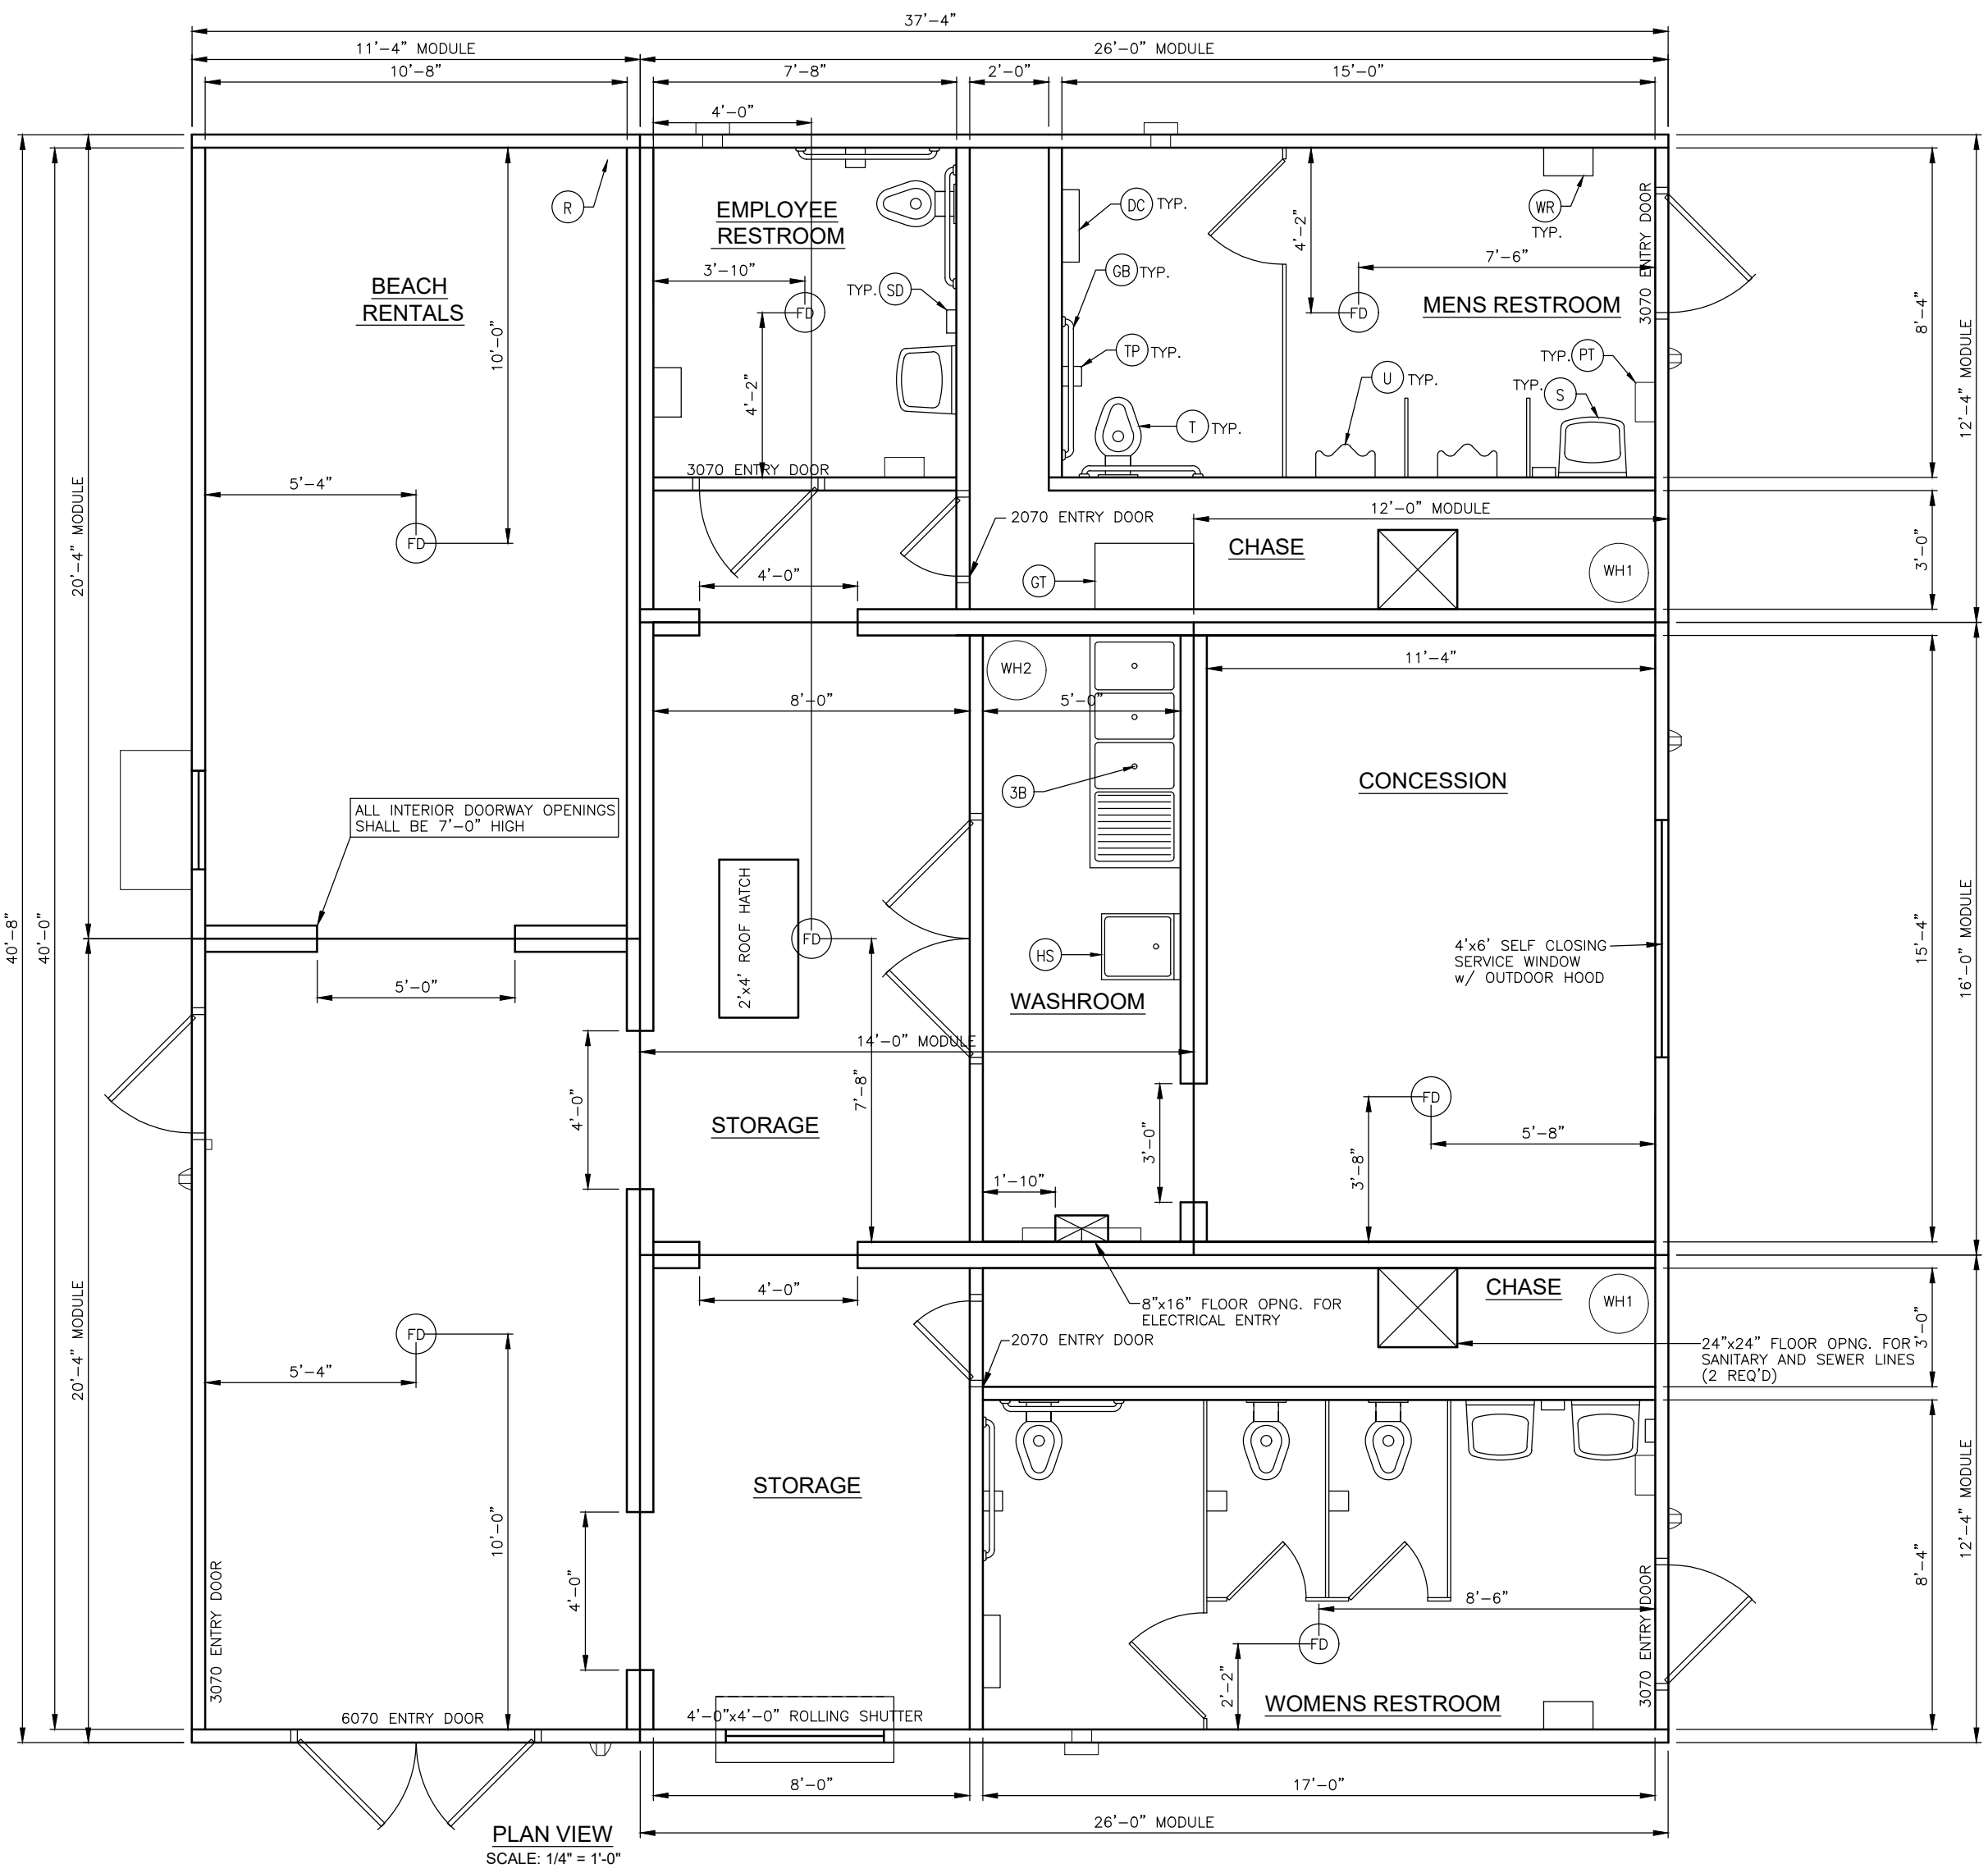 37'-4"
11'-4" MODULE
26'-0" MODULE
10'-8"
7'-8"
2'-0"
15'-0"
4'-0"
R
EMPLOYEE
RESTROOM
DC TYP.
WR
TYP.
3070 ENTRY DOOR
4'-2"
7'-6"
BEACH
RENTALS
3'-10"
TYP. SD
GB TYP.
FD
FD
MENS RESTROOM
8'-4"
12'-4" MODULE
10'-0"
TP TYP.
TYP. PT
4'-2"
U TYP.
TYP.
S
T TYP.
3070 ENTRY DOOR
5'-4"
20'-4" MODULE
FD
2070 ENTRY DOOR
12'-0" MODULE
CHASE
3'-0"
GT
WH1
4'-0"
WH2
11'-4"
8'-0"
5'-0"
CONCESSION
3B
ALL INTERIOR DOORWAY OPENINGS
SHALL BE 7'-0" HIGH
2'x4' ROOF HATCH
FD
40'-8"
40'-0"
HS
4'x6' SELF CLOSING
SERVICE WINDOW
w/ OUTDOOR HOOD
15'-4"
16'-0" MODULE
5'-0"
WASHROOM
14'-0" MODULE
7'-8"
4'-0"
STORAGE
FD
5'-8"
3'-0"
3'-8"
1'-10"
4'-0"
CHASE
WH1
8"x16" FLOOR OPNG. FOR
ELECTRICAL ENTRY
2070 ENTRY DOOR
24"x24" FLOOR OPNG. FOR
SANITARY AND SEWER LINES
(2 REQ'D)
3'-0"
20'-4" MODULE
FD
5'-4"
10'-0"
STORAGE
4'-0"
12'-4" MODULE
8'-4"
8'-6"
FD
2'-2"
3070 ENTRY DOOR
3070 ENTRY DOOR
WOMENS RESTROOM
6070 ENTRY DOOR
4'-0"x4'-0" ROLLING SHUTTER
8'-0"
17'-0"
26'-0" MODULE
PLAN VIEW
SCALE: 1/4" = 1'-0"